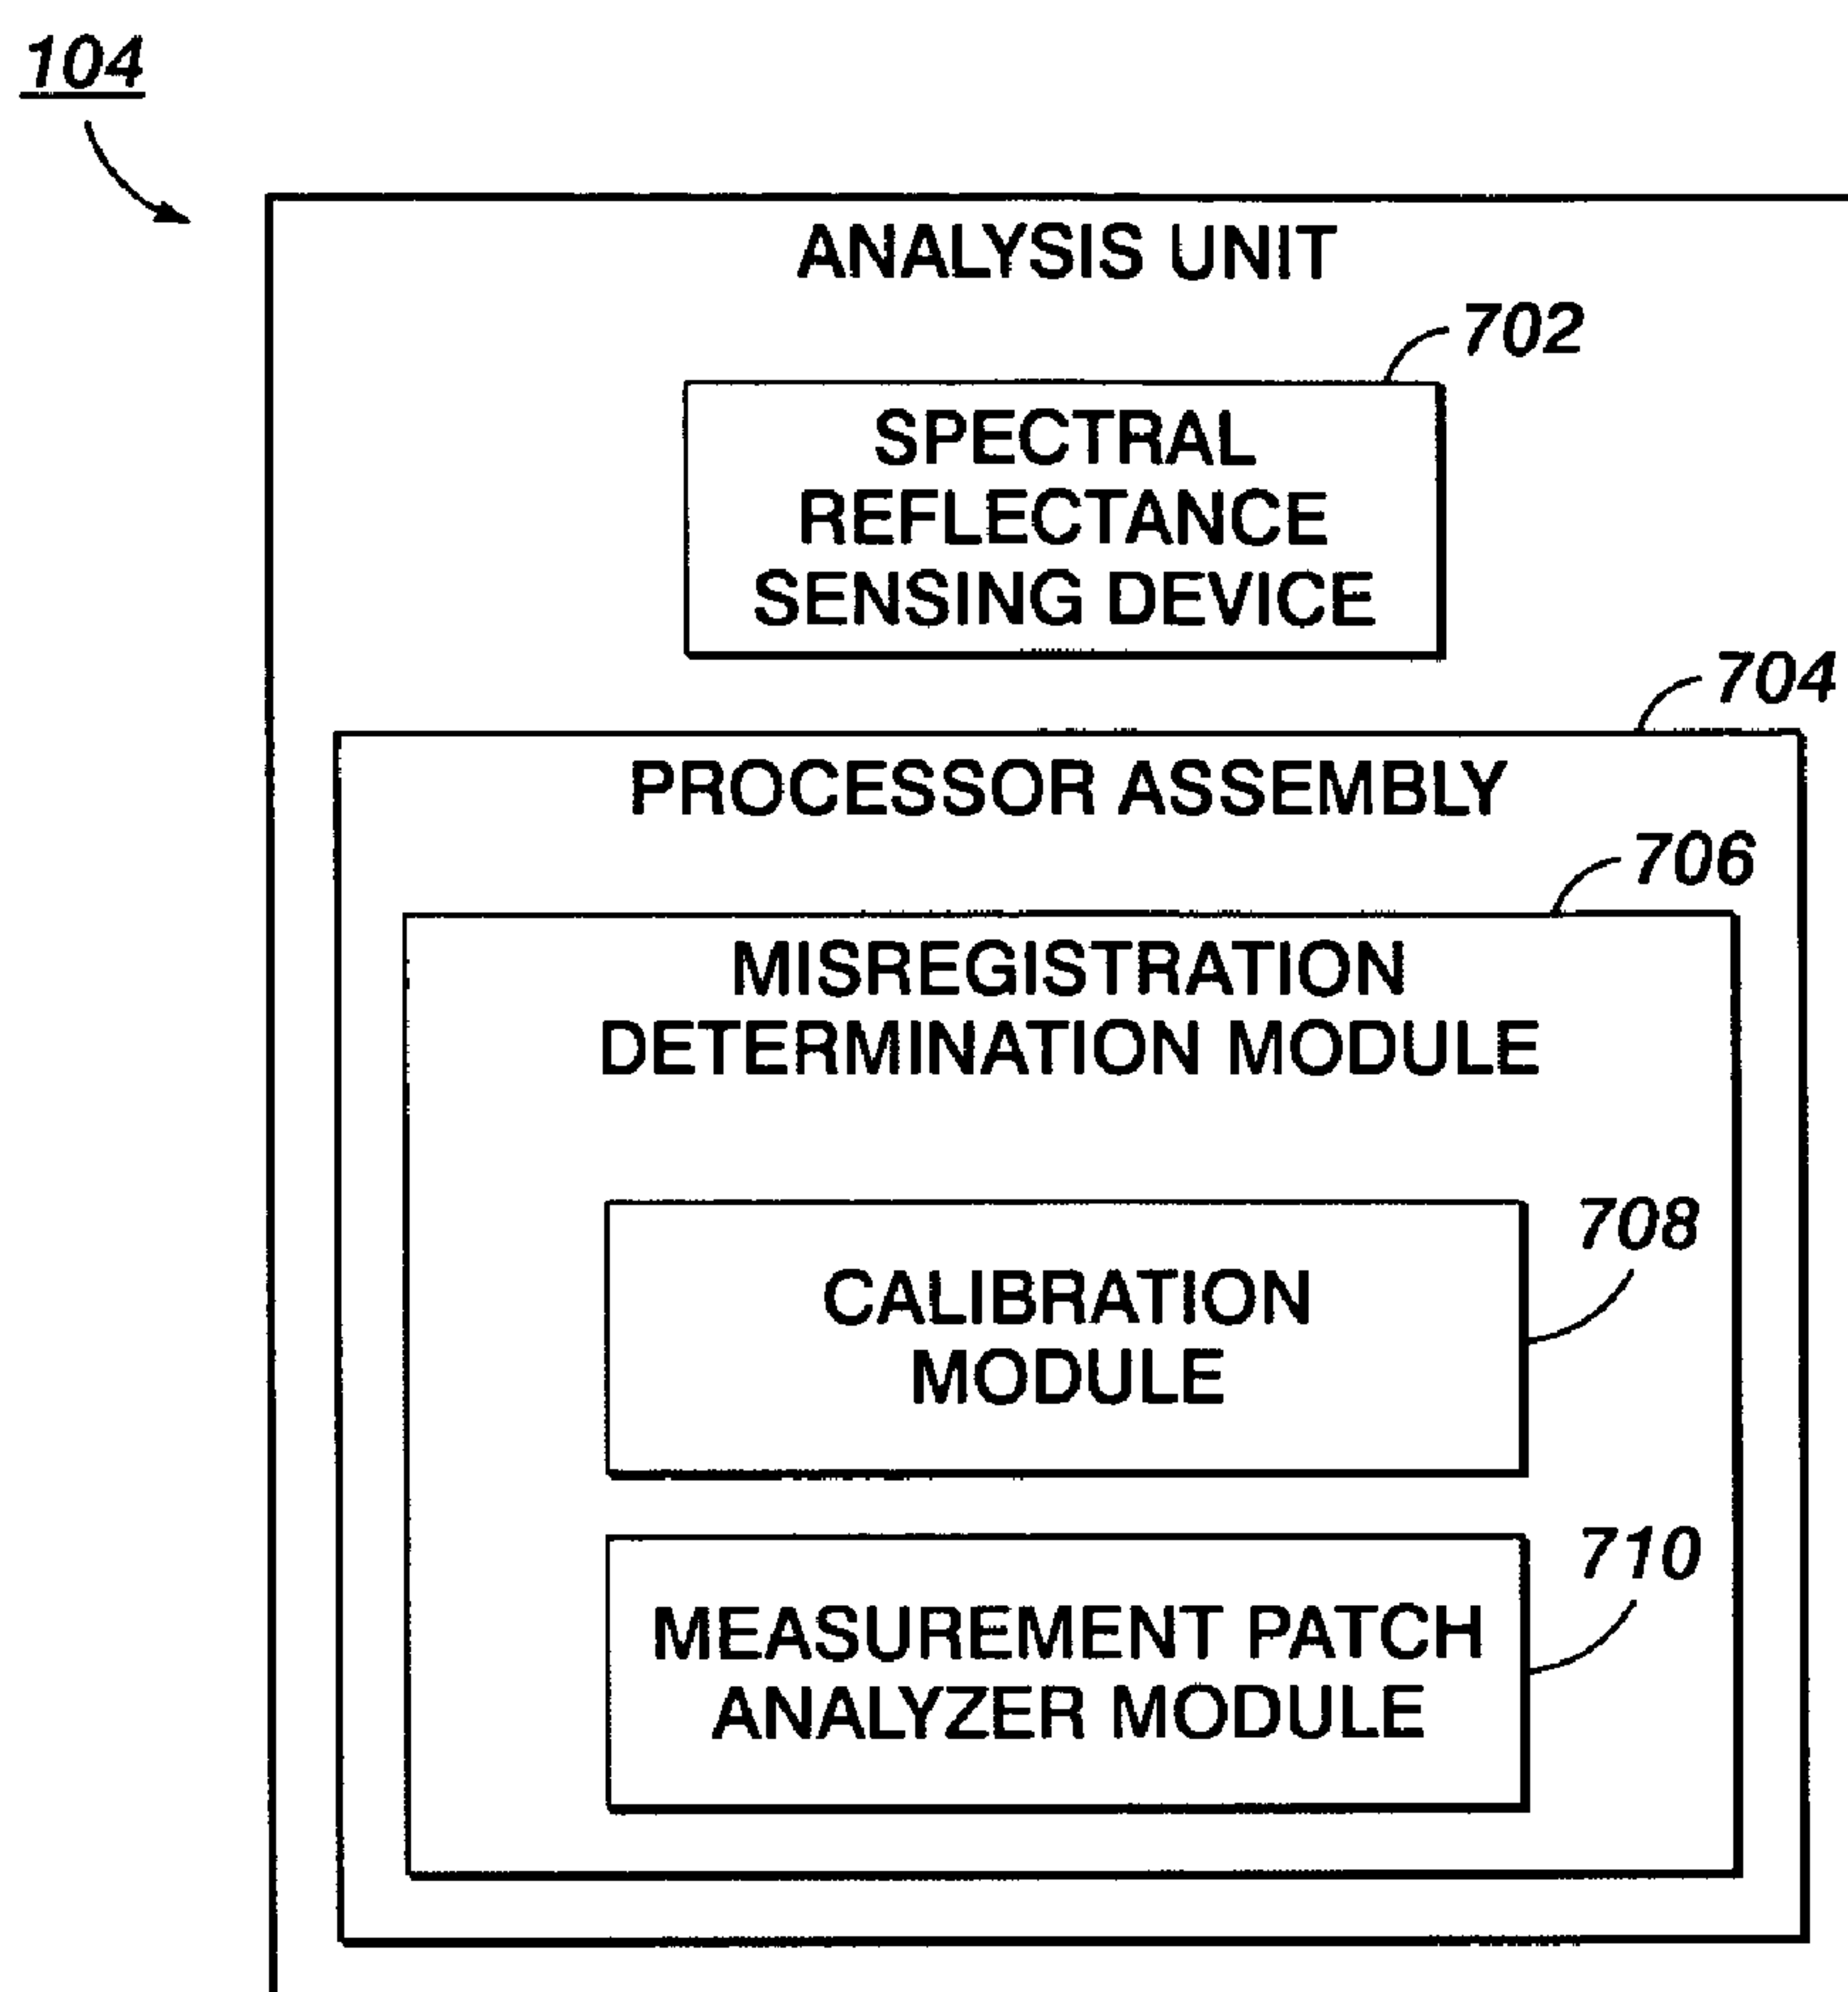 104
ANALYSIS UNIT
702
SPECTRAL
REFLECTANCE
SENSING DEVICE
704
PROCESSOR ASSEMBLY
706
MISREGISTRATION
DETERMINATION MODULE
708
CALIBRATION
MODULE
710
MEASUREMENT PATCH
ANALYZER MODULE